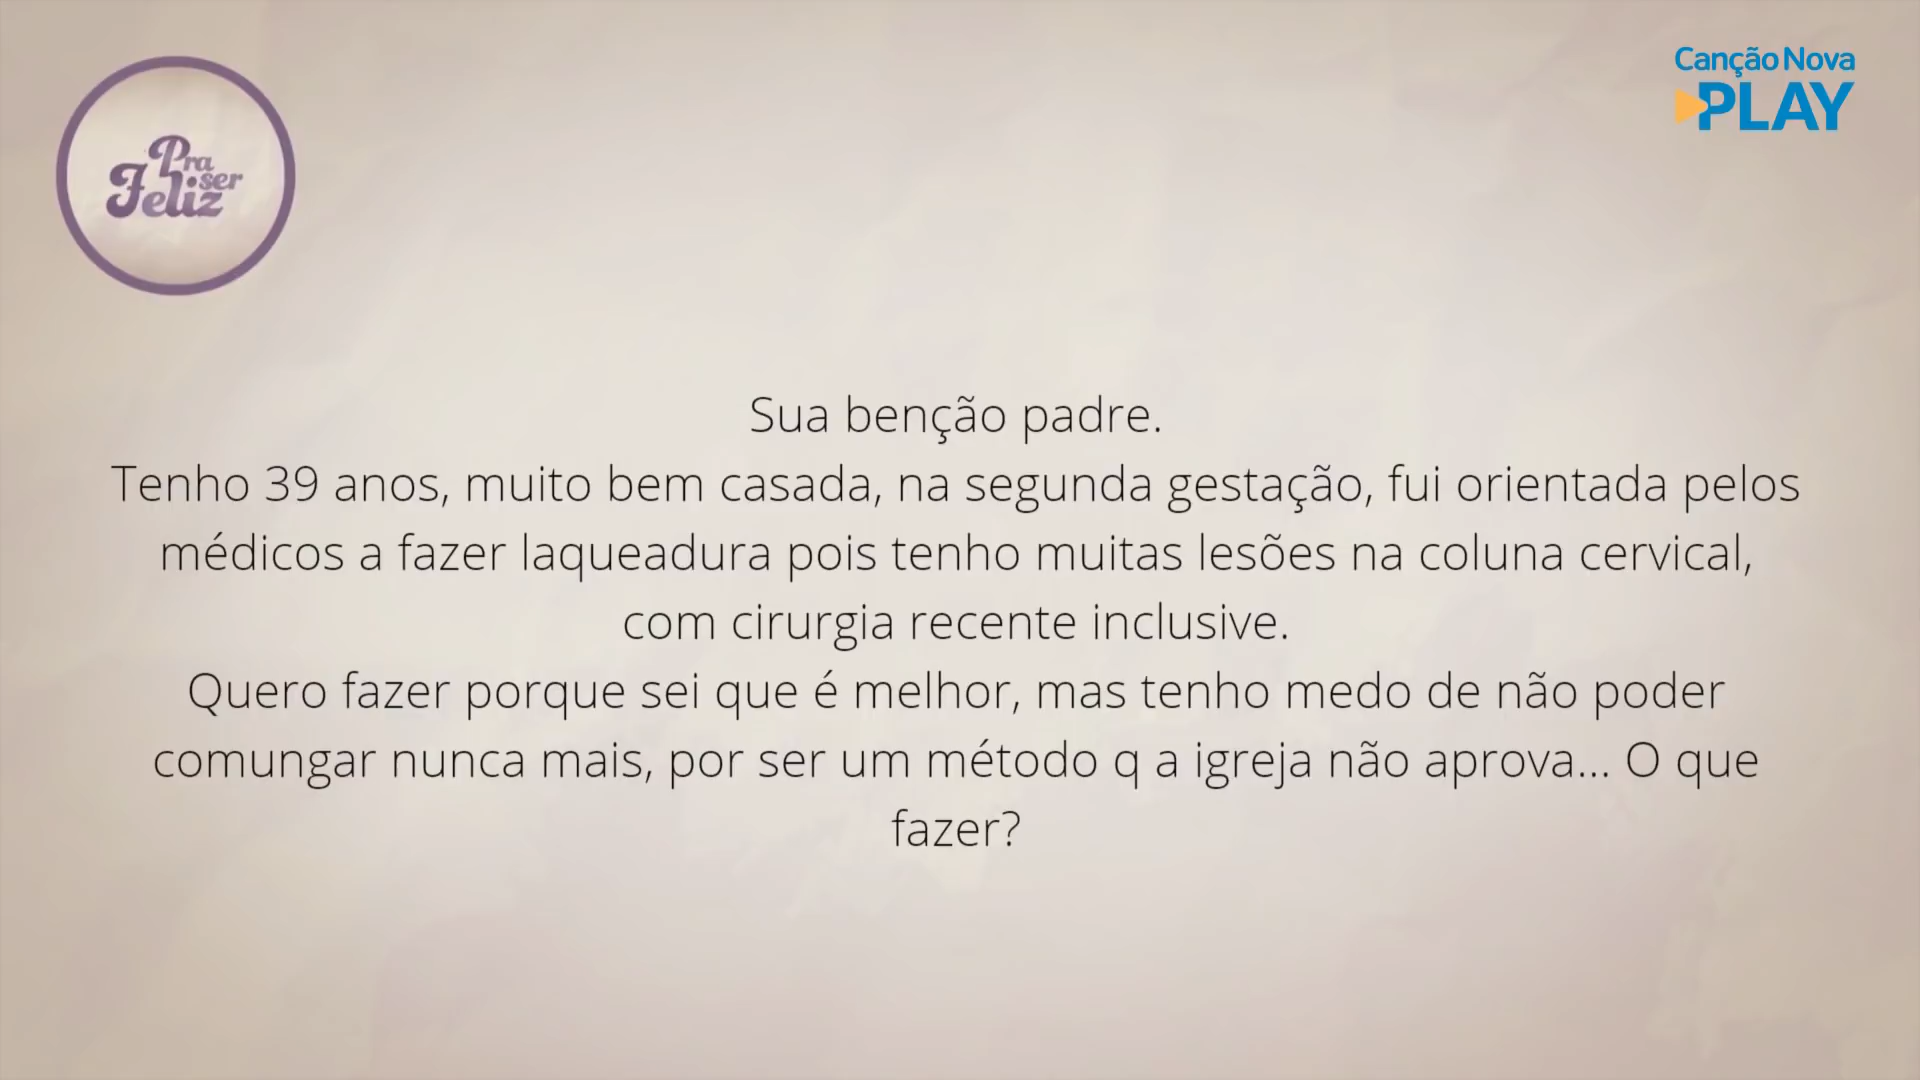 Pra
ser
Feliz
Canção Nova
PLAY
Sua benção padre.
Tenho 39 anos, muito bem casada, na segunda gestação, fui orientada pelos
médicos a fazer laqueadura pois tenho muitas lesões na coluna cervical,
com cirurgia recente inclusive.
Quero fazer porque sei que é melhor, mas tenho medo de não poder
comungar nunca mais, por ser um método q a igreja não aprova... O que
fazer?